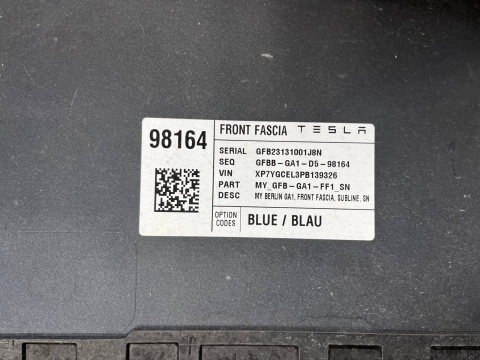 98164
FRONT FASCIA TESLA
SERIAL GFB23131001J8N
SEQ GFBB-GA1-D5-98164
VIN XP7YGCEL3PB139326
PART MY_GFB-GA1-FF1_SN
DESC MY BERLIN GA1, FRONT FASCIA, SUBLINE, SN
OPTION CODES BLUE / BLAU